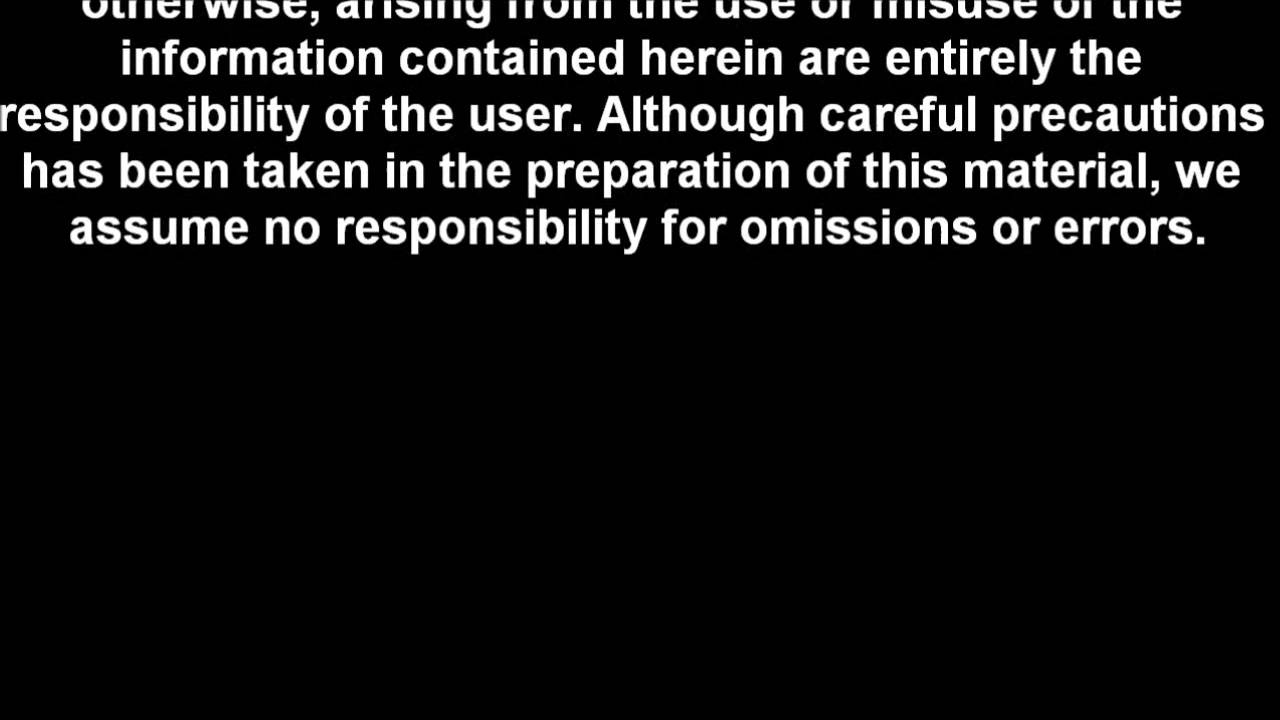 otherwise, arising from the use or misuse of the
information contained herein are entirely the
responsibility of the user. Although careful precautions
has been taken in the preparation of this material, we
assume no responsibility for omissions or errors.